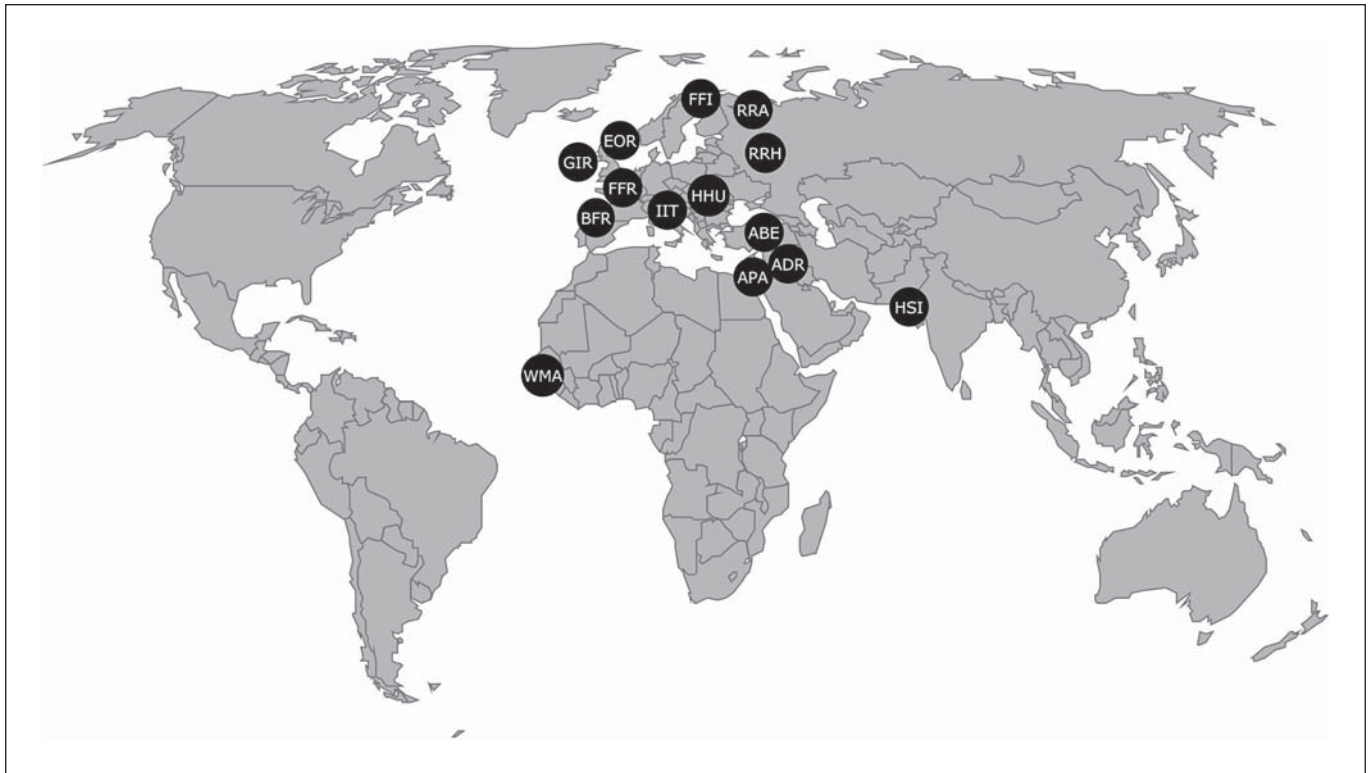 FFI
RRA
EOR
RRH
GIR
FFR
HHU
IIT
BFR
ABE
ADR
APA
HSI
WMA